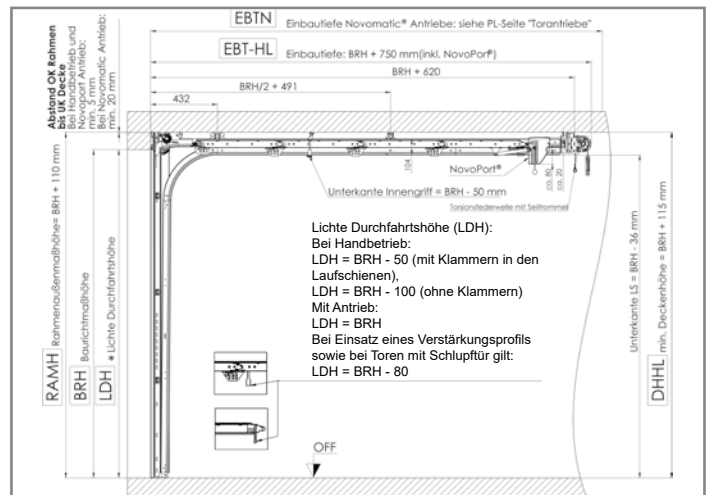 EBTN Einbautiefe Novomatic® Antriebe: siehe PL-Seite "Torantriebe"
EBT-HL Einbautiefe: BRH + 750 mm(inkl. NovoPort®)
BRH + 620
BRH/2 + 491
432
Abstand OK Rahmen
bis UK Decke
Bei Handbetrieb und
Novoport Antrieb:
min. 5 mm
Bei Novomatic Antrieb:
min. 20 mm
104
NovoPort®
ca. 80
ca. 20
Unterkante Innengriff = BRH - 50 mm
Torsionsfederwelle mit Seiltrommel
Lichte Durchfahrtshöhe (LDH):
Bei Handbetrieb:
LDH = BRH - 50 (mit Klammern in den
Laufschienen),
LDH = BRH - 100 (ohne Klammern)
Mit Antrieb:
LDH = BRH
Bei Einsatz eines Verstärkungsprofils
sowie bei Toren mit Schlupftür gilt:
LDH = BRH - 80
RAMH Rahmenaußenmaßhöhe= BRH + 110 mm
BRH Baurichtmaßhöhe
LDH * Lichte Durchfahrtshöhe
Unterkante LS = BRH - 36 mm
DHHL min. Deckenhöhe = BRH + 115 mm
OFF